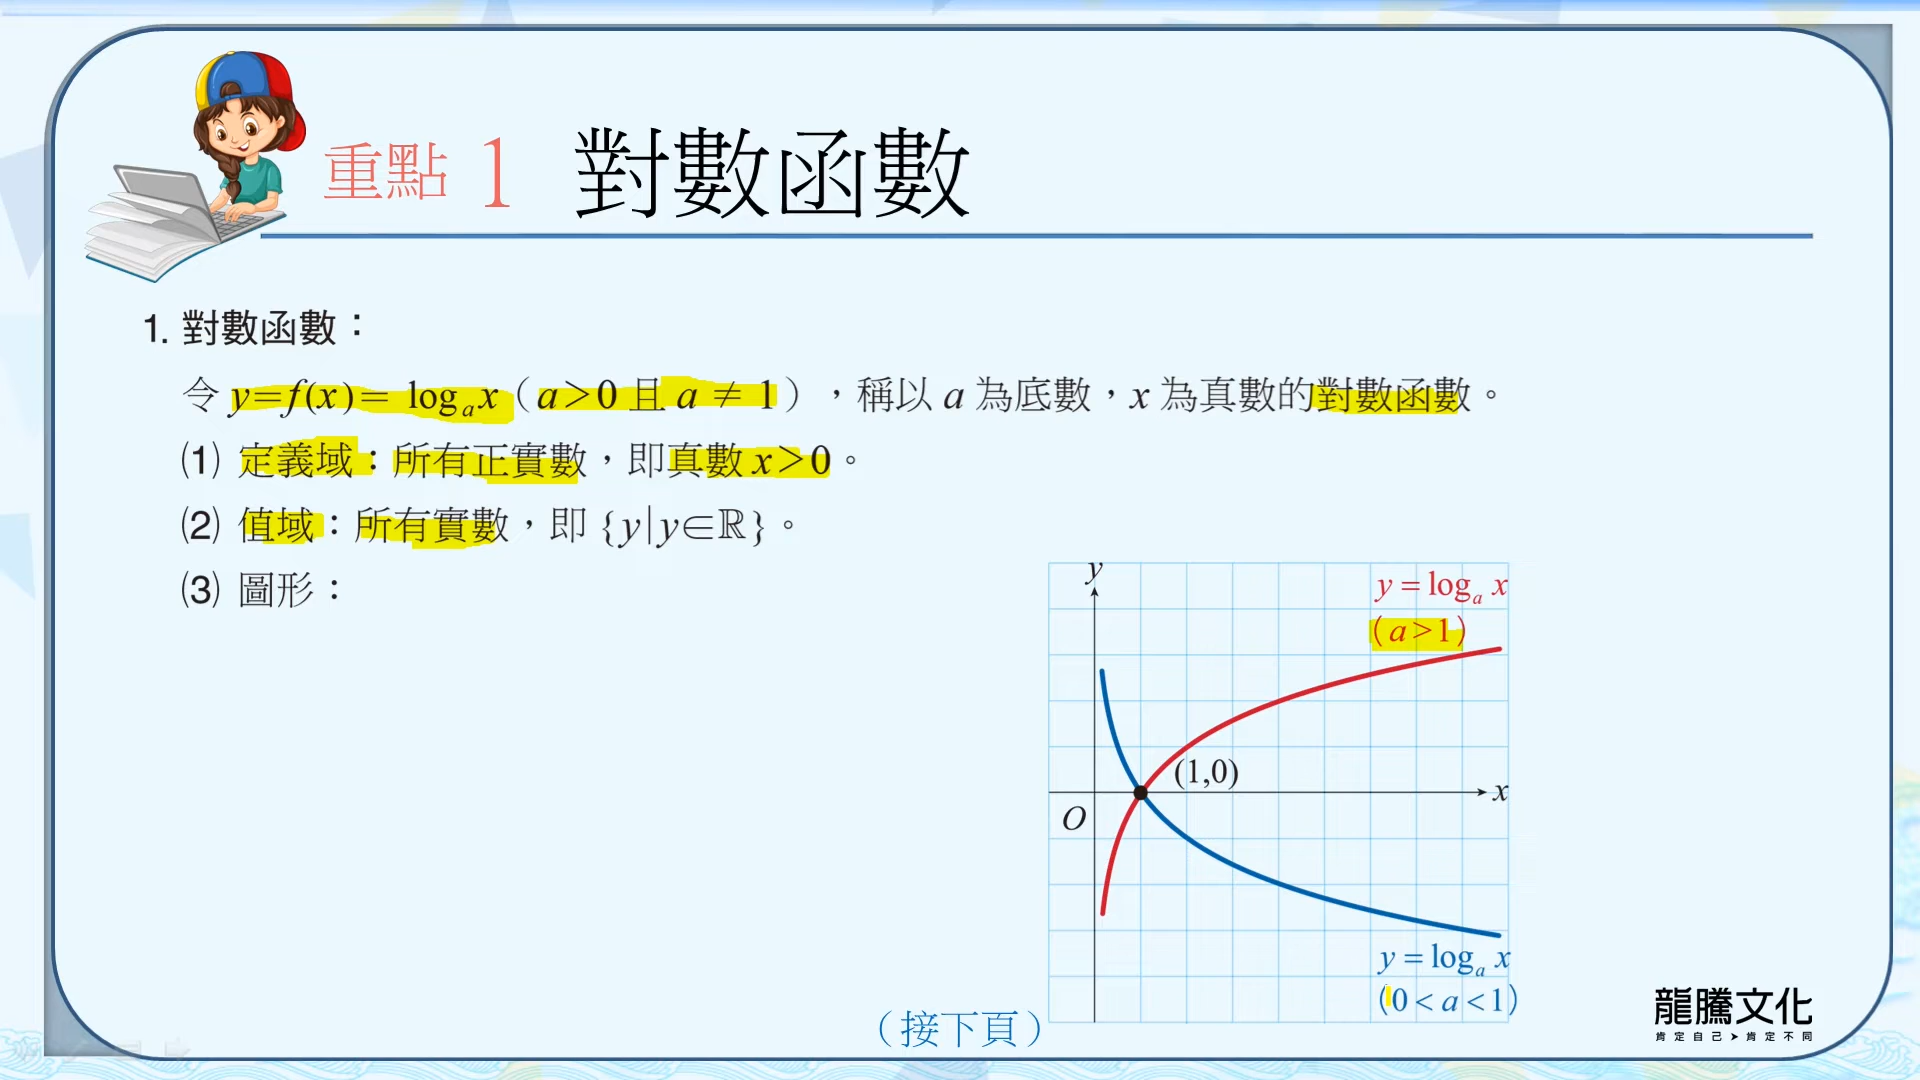 重點 1 對數函數
1. 對數函數：
令 y=f(x)= logₐx（a>0 且 a ≠ 1），稱以 a 為底數，x 為真數的對數函數。
(1) 定義域：所有正實數，即真數 x>0。
(2) 值域：所有實數，即 {y|y∈ℝ}。
(3) 圖形：
y
y = logₐ x
(a>1)
(1,0)
x
O
y = logₐ x
(0 < a < 1)
（接下頁）
龍騰文化
肯定自己➤肯定不同